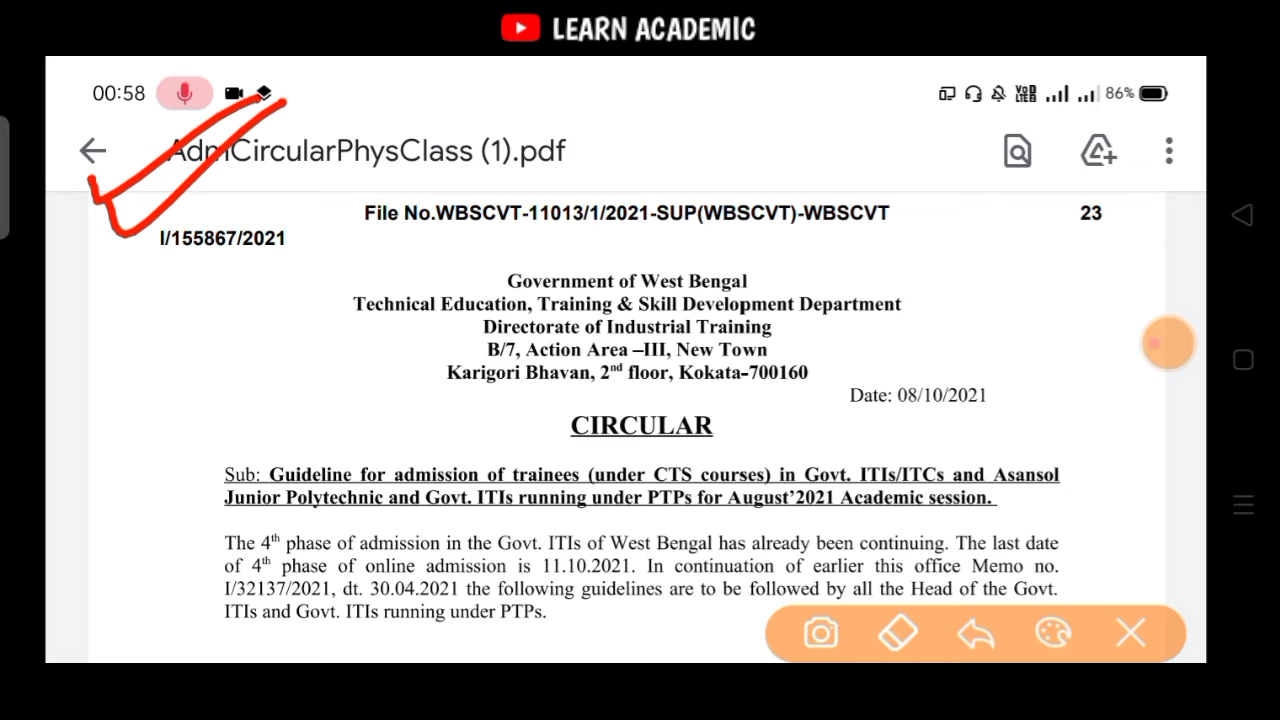 LEARN ACADEMIC
00:58
VoD LTE 86%
AdmCircularPhysClass (1).pdf
File No.WBSCVT-11013/1/2021-SUP(WBSCVT)-WBSCVT 23
I/155867/2021
Government of West Bengal
Technical Education, Training & Skill Development Department
Directorate of Industrial Training
B/7, Action Area –III, New Town
Karigori Bhavan, 2nd floor, Kokata-700160
Date: 08/10/2021
CIRCULAR
Sub: Guideline for admission of trainees (under CTS courses) in Govt. ITIs/ITCs and Asansol
Junior Polytechnic and Govt. ITIs running under PTPs for August’2021 Academic session.
The 4th phase of admission in the Govt. ITIs of West Bengal has already been continuing. The last date
of 4th phase of online admission is 11.10.2021. In continuation of earlier this office Memo no.
I/32137/2021, dt. 30.04.2021 the following guidelines are to be followed by all the Head of the Govt.
ITIs and Govt. ITIs running under PTPs.